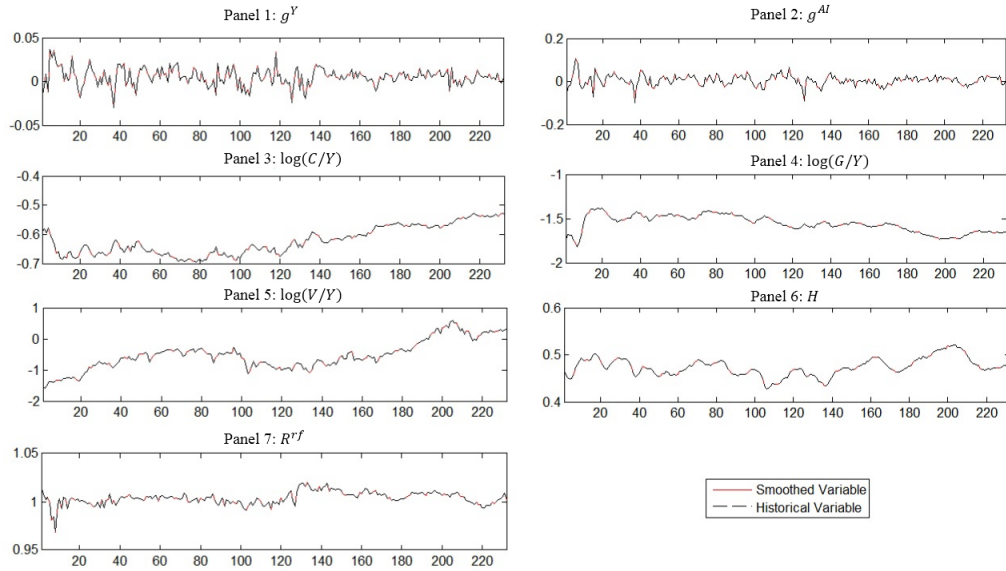 Panel 1: g^Y
0.05
0
-0.05
20 40 60 80 100 120 140 160 180 200 220
Panel 2: g^AI
0.2
0
-0.2
20 40 60 80 100 120 140 160 180 200 220
Panel 3: log(C/Y)
-0.4
-0.5
-0.6
-0.7
20 40 60 80 100 120 140 160 180 200 220
Panel 4: log(G/Y)
-1
-1.5
-2
20 40 60 80 100 120 140 160 180 200 220
Panel 5: log(V/Y)
1
0
-1
-2
20 40 60 80 100 120 140 160 180 200 220
Panel 6: H
0.6
0.5
0.4
20 40 60 80 100 120 140 160 180 200 220
Panel 7: R^rf
1.05
1
0.95
20 40 60 80 100 120 140 160 180 200 220
Smoothed Variable
Historical Variable